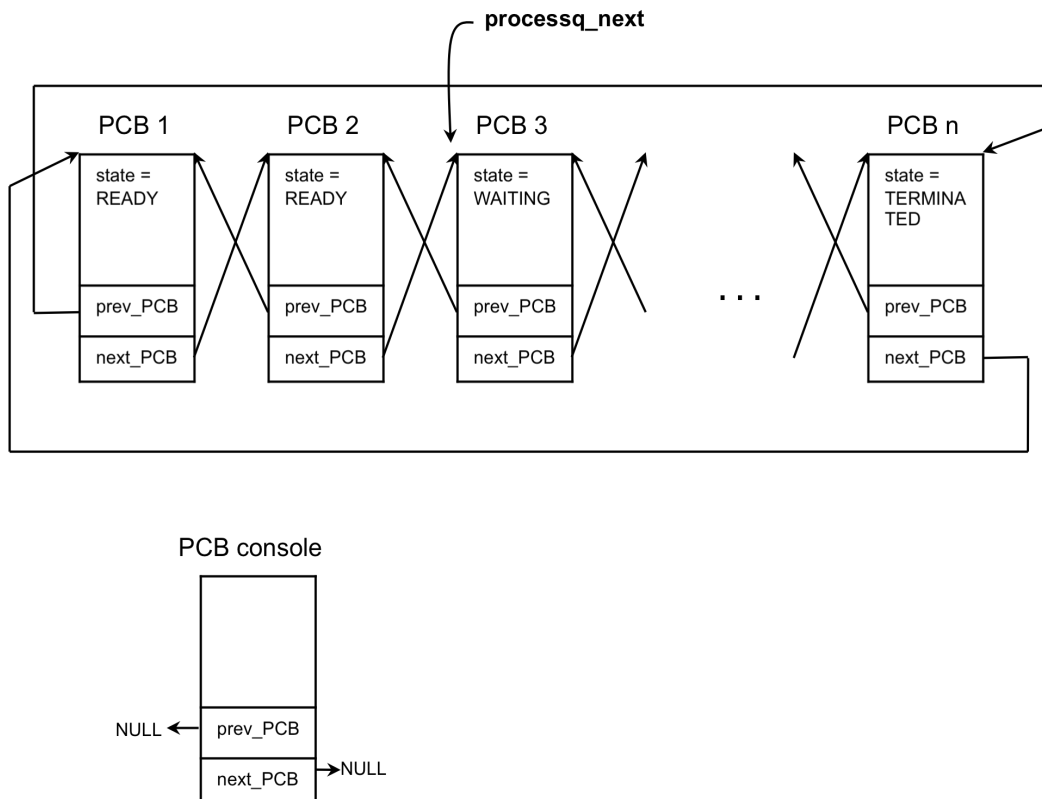 processq_next
PCB 1
PCB 2
PCB 3
PCB n
state =
READY
state =
READY
state =
WAITING
state =
TERMINA
TED
. . .
prev_PCB
prev_PCB
prev_PCB
prev_PCB
next_PCB
next_PCB
next_PCB
next_PCB
PCB console
NULL
prev_PCB
NULL
next_PCB